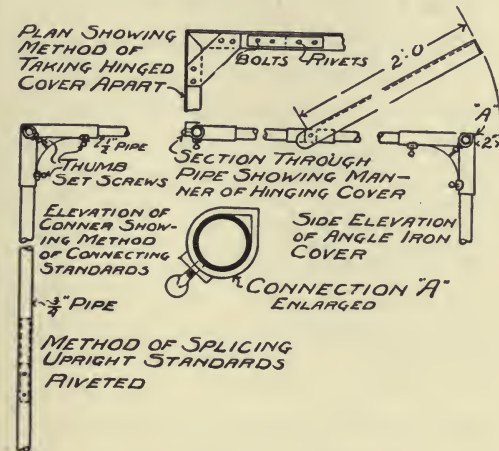 PLAN SHOWING
METHOD OF
TAKING HINGED
COVER APART
BOLTS
RIVETS
2'-0
"A"
2"
1/2" PIPE
THUMB
SET SCREWS
SECTION THROUGH
PIPE SHOWING MAN-
NER OF HINGING COVER
ELEVATION OF
CONNER SHOW-
ING METHOD
OF CONNECTING
STANDARDS
SIDE ELEVATION
OF ANGLE IRON
COVER
CONNECTION "A"
ENLARGED
3/4" PIPE
METHOD OF SPLICING
UPRIGHT STANDARDS
RIVETED